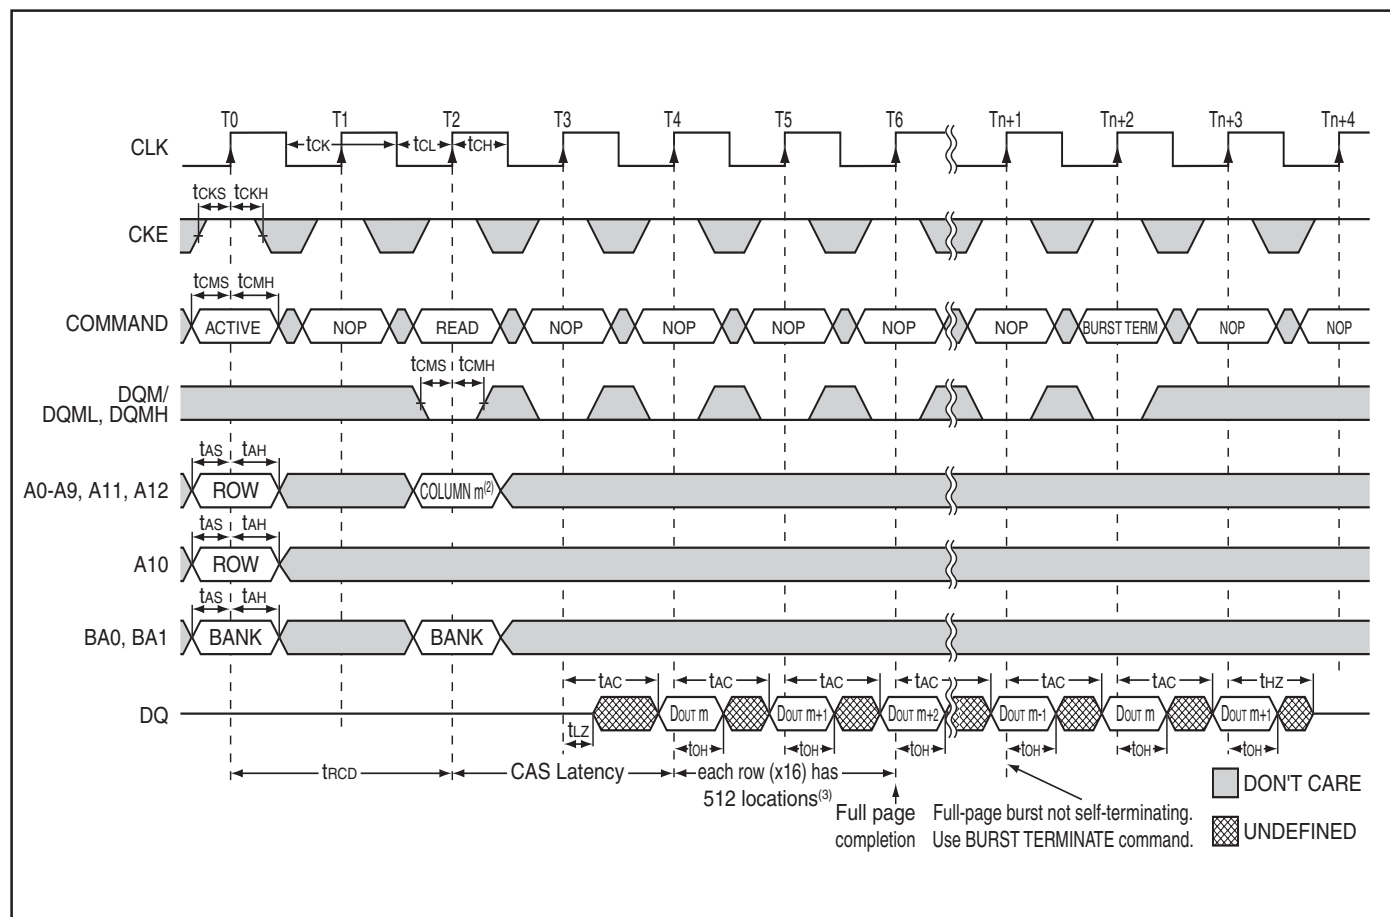 T0 T1 T2 T3 T4 T5 T6 Tn+1 Tn+2 Tn+3 Tn+4
CLK
tCK tCL tCH
tCKS tCKH
CKE
tCMS tCMH
COMMAND
ACTIVE NOP READ NOP NOP NOP NOP NOP BURST TERM NOP NOP
tCMS tCMH
DQM/
DQML, DQMH
tAS tAH
A0-A9, A11, A12
ROW COLUMN m(2)
tAS tAH
A10
ROW
tAS tAH
BA0, BA1
BANK BANK
tAC tAC tAC tAC tAC tAC tHZ
DQ
DOUT m DOUT m+1 DOUT m+2 DOUT m-1 DOUT m DOUT m+1
tLZ tOH tOH tOH tOH tOH tOH
tRCD CAS Latency each row (x16) has
512 locations(3)
Full page
completion
Full-page burst not self-terminating.
Use BURST TERMINATE command.
DON'T CARE
UNDEFINED